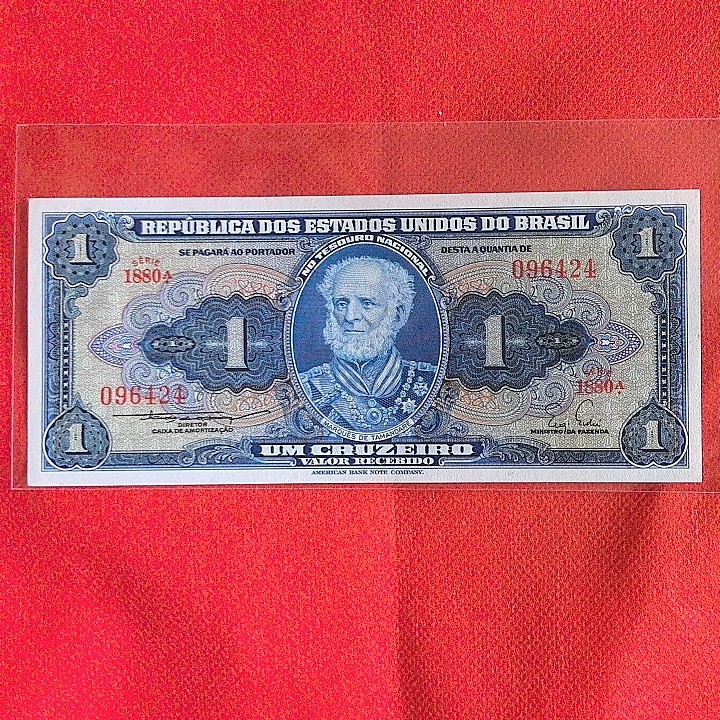 REPÚBLICA DOS ESTADOS UNIDOS DO BRASIL
1
1
SE PAGARÁ AO PORTADOR
NO TESOURO NACIONAL
DESTA A QUANTIA DE
SÉRIE
1880A
096424
1
1
SÉRIE
1880A
096424
DIRETOR
CAIXA DE AMORTIZAÇÃO
MARQUÊS DE TAMANDARÉ
MINISTRO DA FAZENDA
1
1
UM CRUZEIRO
VALOR RECEBIDO
AMERICAN BANK NOTE COMPANY.